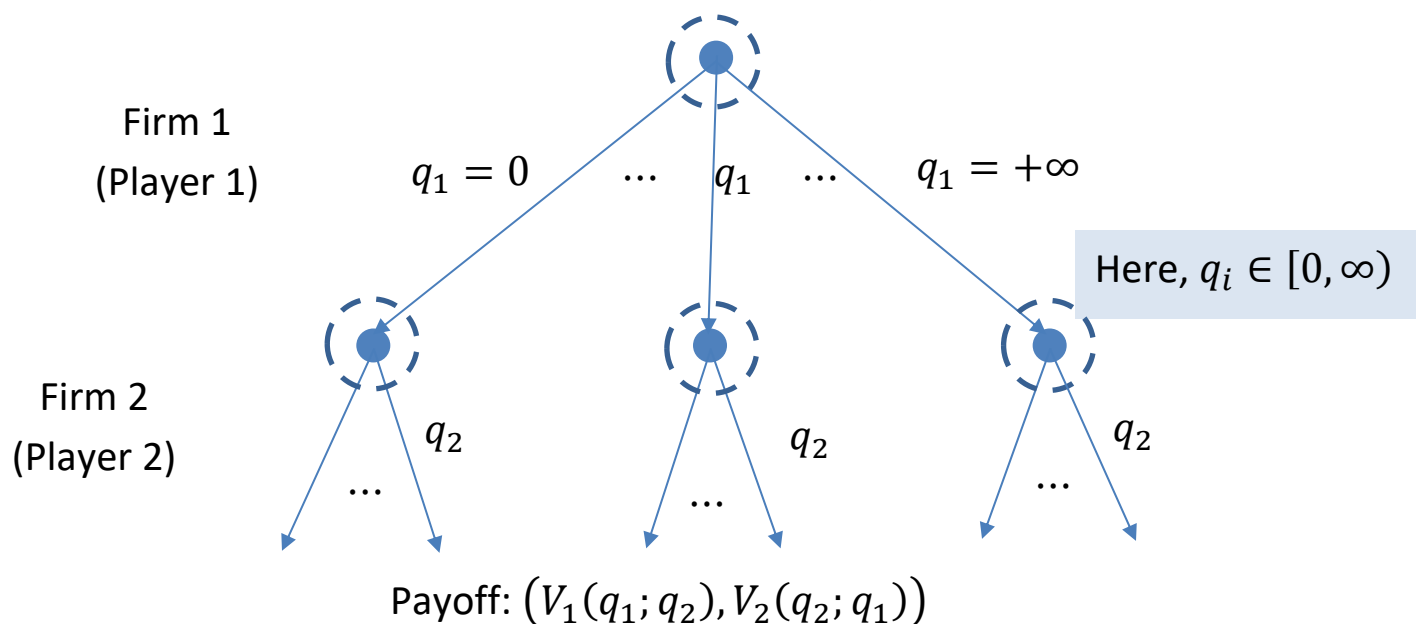 Firm 1
(Player 1)
q₁ = 0 ... q₁ ... q₁ = +∞
Here, qᵢ ∈ [0, ∞)
Firm 2
(Player 2)
q₂ q₂ q₂
... ... ...
Payoff: (V₁(q₁; q₂), V₂(q₂; q₁))